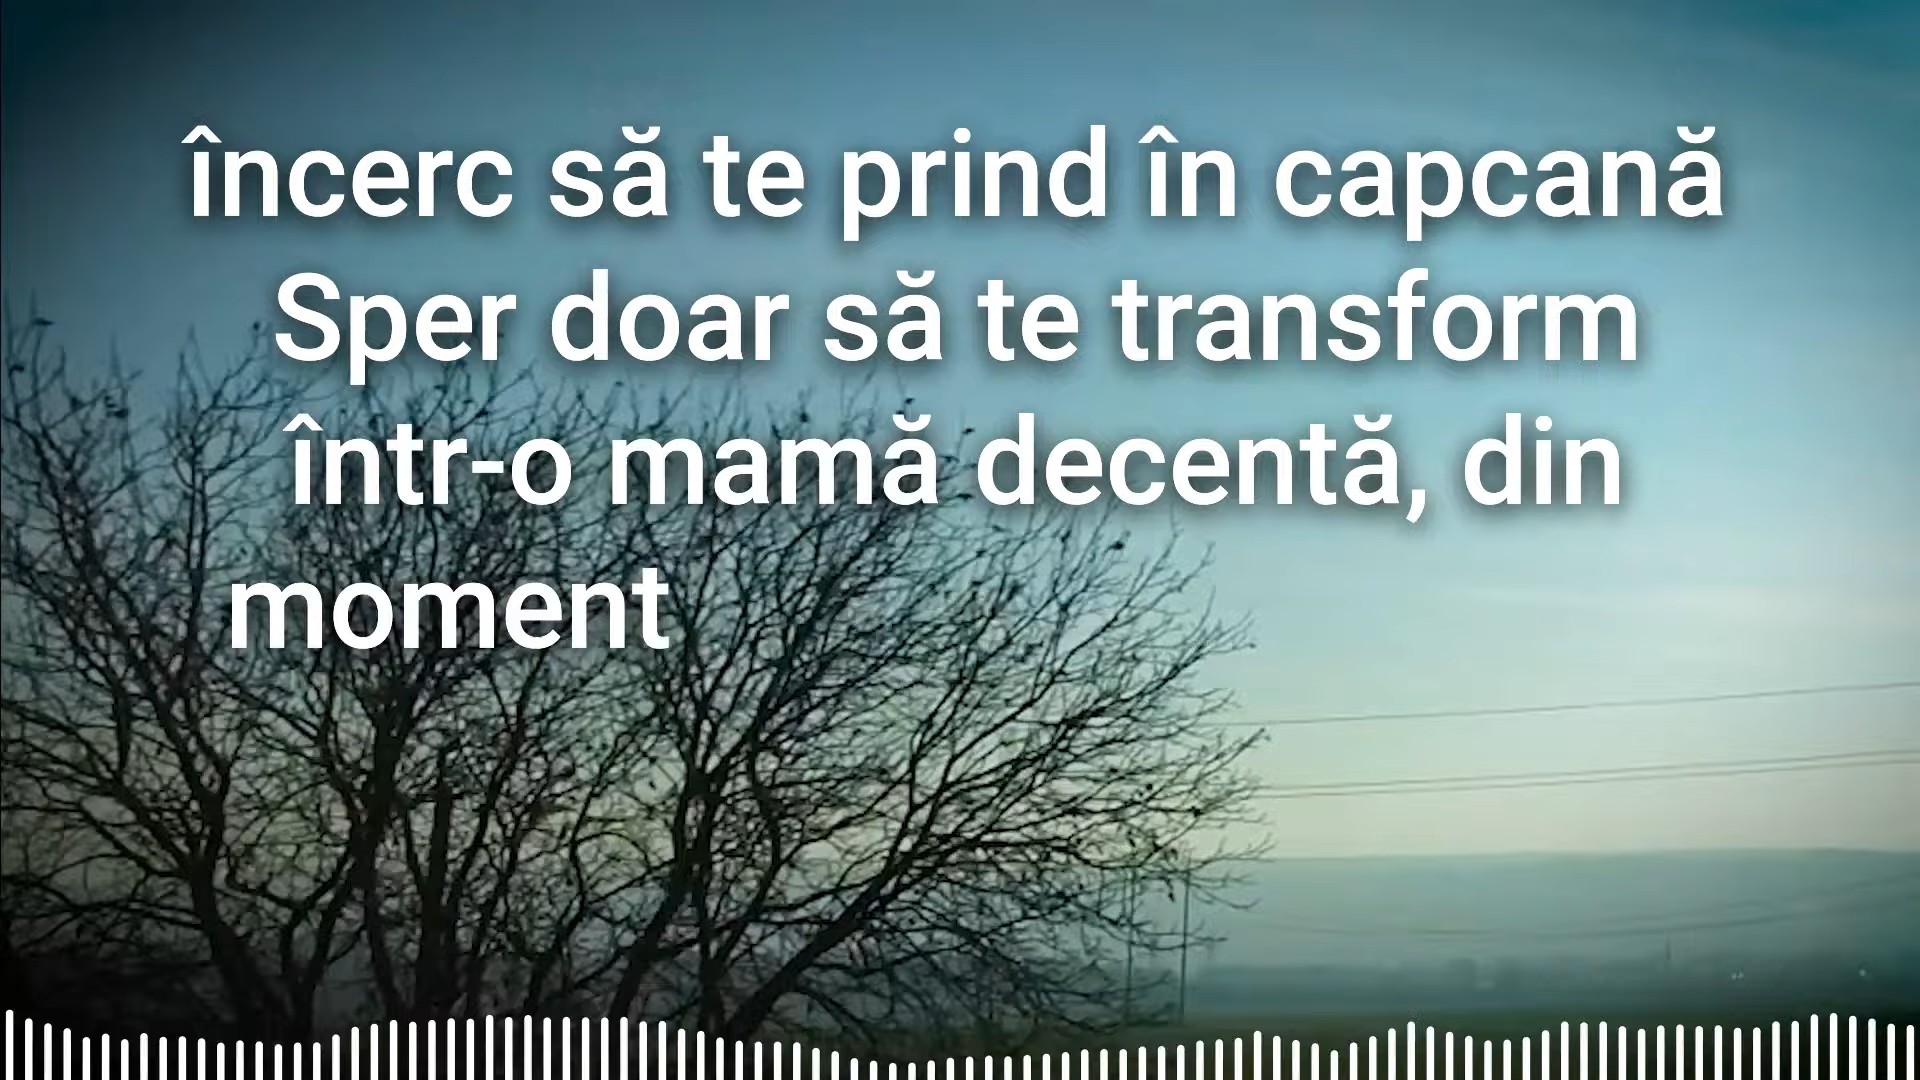 încerc să te prind în capcană
Sper doar să te transform
într-o mamă decentă, din
moment